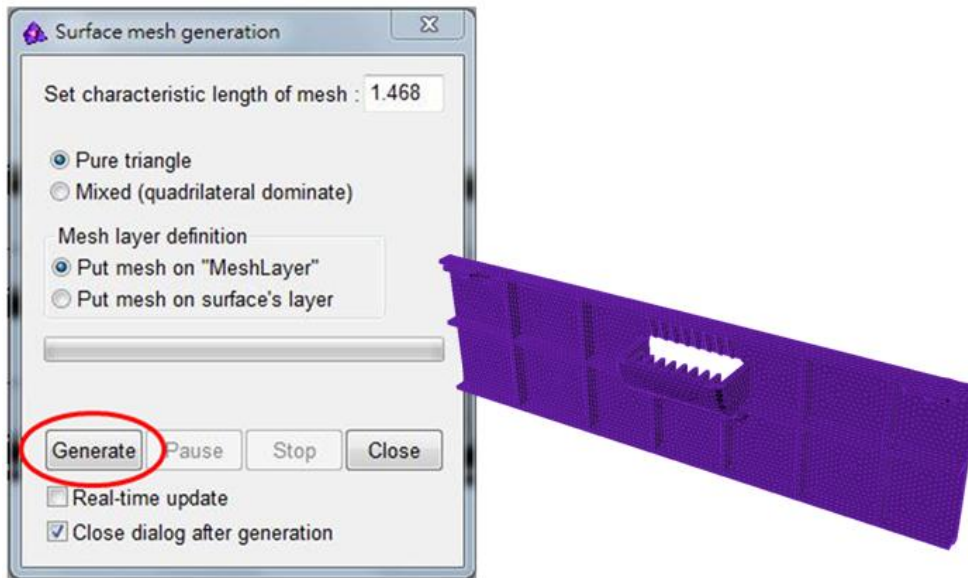 Surface mesh generation
Set characteristic length of mesh : 1.468
Pure triangle
Mixed (quadrilateral dominate)
Mesh layer definition
Put mesh on "MeshLayer"
Put mesh on surface's layer
Generate Pause Stop Close
Real-time update
Close dialog after generation